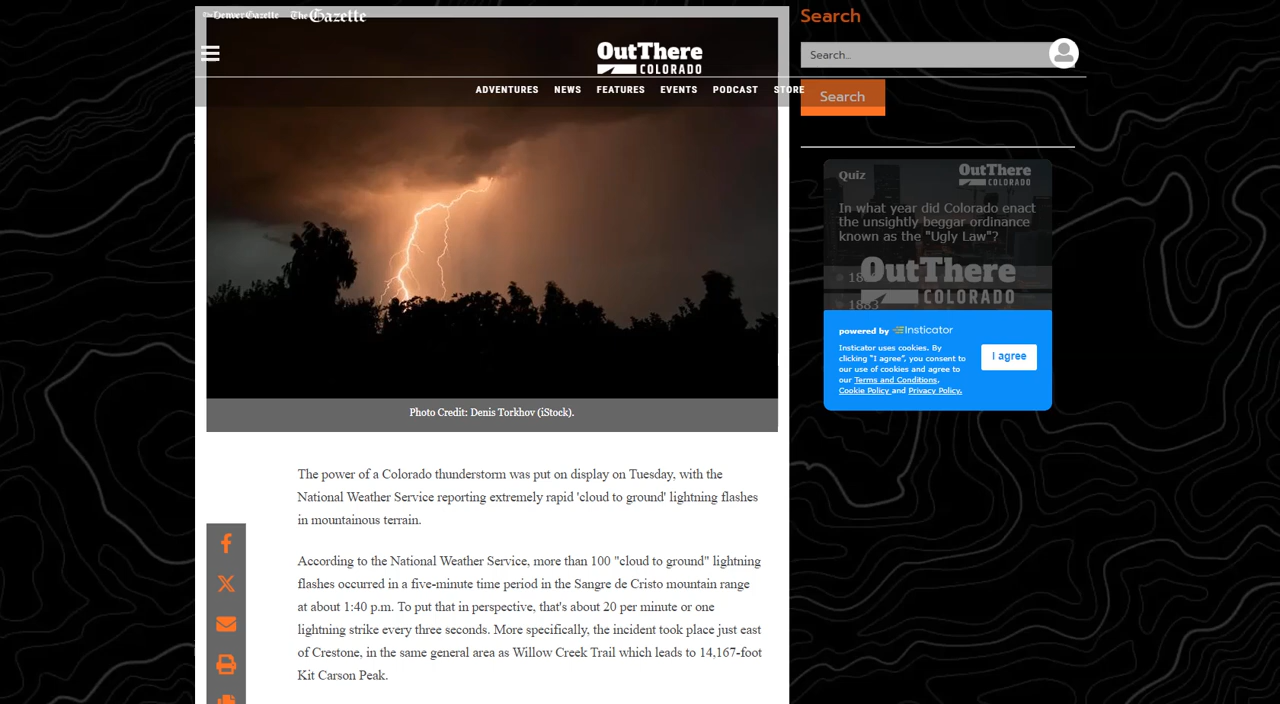 The Denver Gazette The Gazette
OutThere
COLORADO
ADVENTURES NEWS FEATURES EVENTS PODCAST STORE
Photo Credit: Denis Torkhov (iStock).
The power of a Colorado thunderstorm was put on display on Tuesday, with the
National Weather Service reporting extremely rapid 'cloud to ground' lightning flashes
in mountainous terrain.
According to the National Weather Service, more than 100 "cloud to ground" lightning
flashes occurred in a five-minute time period in the Sangre de Cristo mountain range
at about 1:40 p.m. To put that in perspective, that's about 20 per minute or one
lightning strike every three seconds. More specifically, the incident took place just east
of Crestone, in the same general area as Willow Creek Trail which leads to 14,167-foot
Kit Carson Peak.
Search
Search...
Search
Quiz
OutThere
COLORADO
In what year did Colorado enact
the unsightly beggar ordinance
known as the "Ugly Law"?
OutThere
COLORADO
1883
powered by Insticator
Insticator uses cookies. By
clicking "I agree", you consent to
our use of cookies and agree to
our Terms and Conditions,
Cookie Policy and Privacy Policy.
I agree